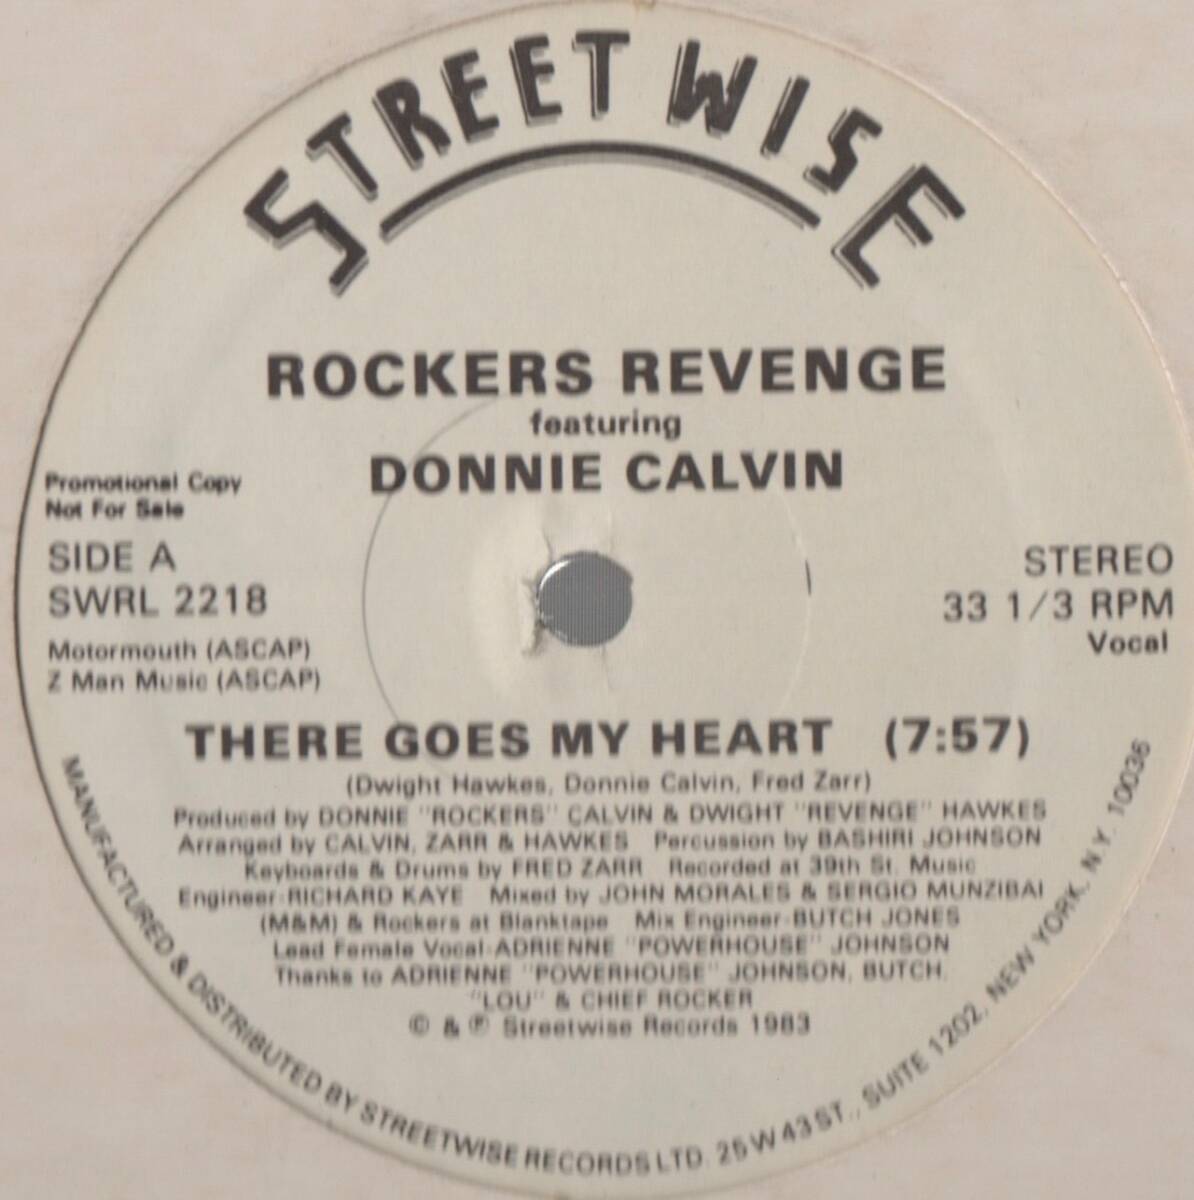 STREETWISE
ROCKERS REVENGE
featuring
DONNIE CALVIN
Promotional Copy
Not For Sale
SIDE A
SWRL 2218
Motormouth (ASCAP)
Z Man Music (ASCAP)
STEREO
33 1/3 RPM
Vocal
THERE GOES MY HEART (7:57)
(Dwight Hawkes, Donnie Calvin, Fred Zarr)
Produced by DONNIE "ROCKERS" CALVIN & DWIGHT "REVENGE" HAWKES
Arranged by CALVIN, ZARR & HAWKES Percussion by BASHIRI JOHNSON
Keyboards & Drums by FRED ZARR Recorded at 39th St. Music
Engineer-RICHARD KAYE Mixed by JOHN MORALES & SERGIO MUNZIBAI
(M&M) & Rockers at Blanktape Mix Engineer-BUTCH JONES
Lead Female Vocal-ADRIENNE "POWERHOUSE" JOHNSON
Thanks to ADRIENNE "POWERHOUSE" JOHNSON, BUTCH,
"LOU" & CHIEF ROCKER
© & ℗ Streetwise Records 1983
MANUFACTURED & DISTRIBUTED BY STREETWISE RECORDS LTD. 25 W 43 ST., SUITE 1202, NEW YORK, N.Y. 10036